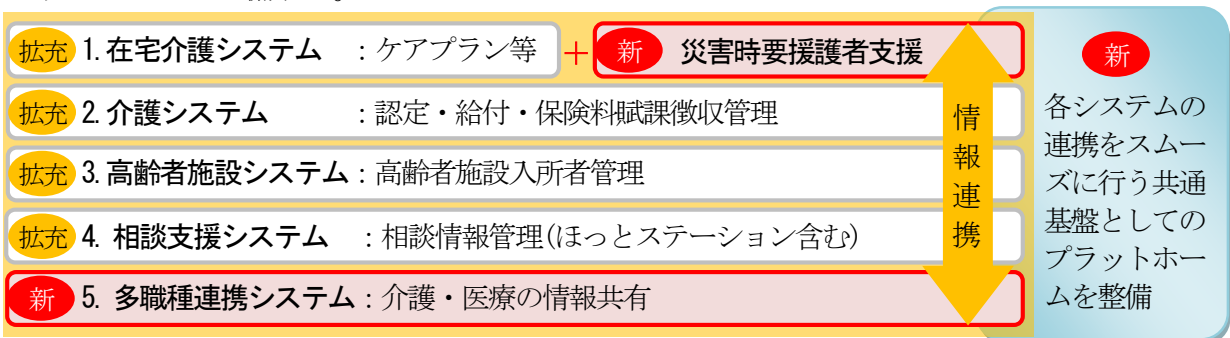 拡充 1. 在宅介護システム ：ケアプラン等 + 新 災害時要援護者支援
拡充 2. 介護システム ：認定・給付・保険料賦課徴収管理
拡充 3. 高齢者施設システム：高齢者施設入所者管理
拡充 4. 相談支援システム ：相談情報管理(ほっとステーション含む)
新 5. 多職種連携システム：介護・医療の情報共有
情報連携
新
各システムの
連携をスムー
ズに行う共通
基盤としての
プラットホー
ムを整備